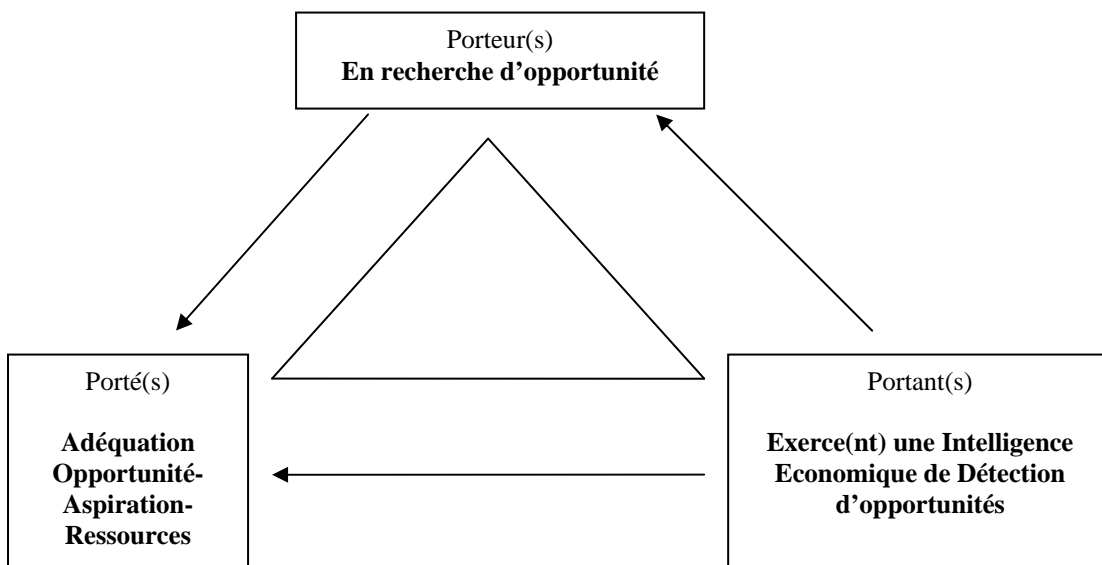 Porteur(s)
En recherche d'opportunité
Porté(s)
Adéquation
Opportunité-
Aspiration-
Ressources
Portant(s)
Exerce(nt) une Intelligence
Economique de Détection
d'opportunités